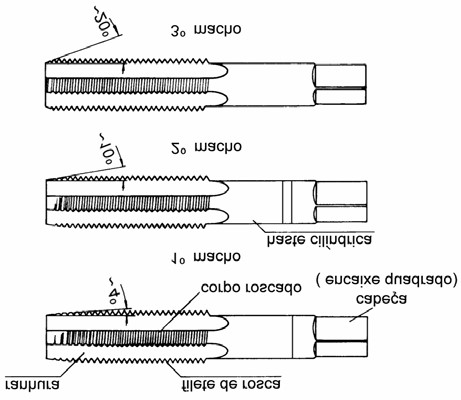 ranhura
filete de rosca
cabeça
( encaixe quadrado)
~4º
corpo roscado
1º macho
haste cilíndrica
~10º
2º macho
3º macho
~20º